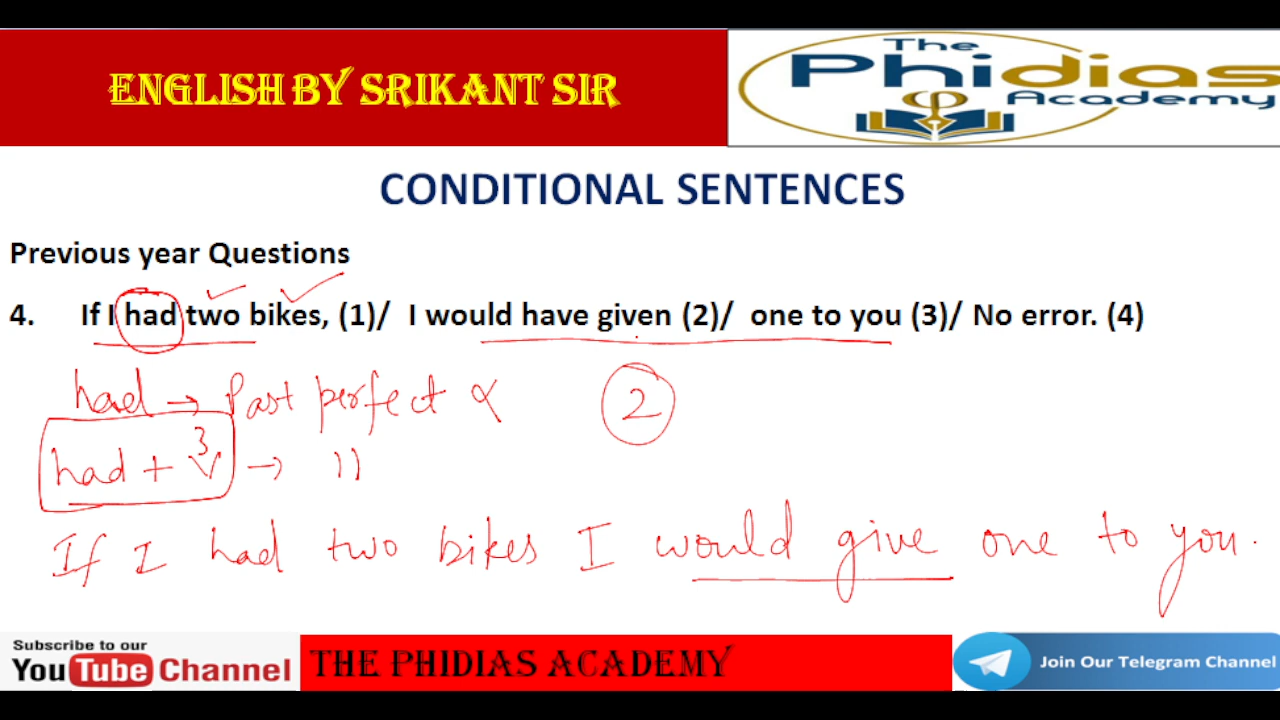 ENGLISH BY SRIKANT SIR
The
Phidias
Academy
CONDITIONAL SENTENCES
Previous year Questions
4. If I had two bikes, (1)/ I would have given (2)/ one to you (3)/ No error. (4)
had → Past perfect
2
had + V3 → 11
If I had two bikes I would give one to you.
Subscribe to our
YouTube Channel
THE PHIDIAS ACADEMY
Join Our Telegram Channel